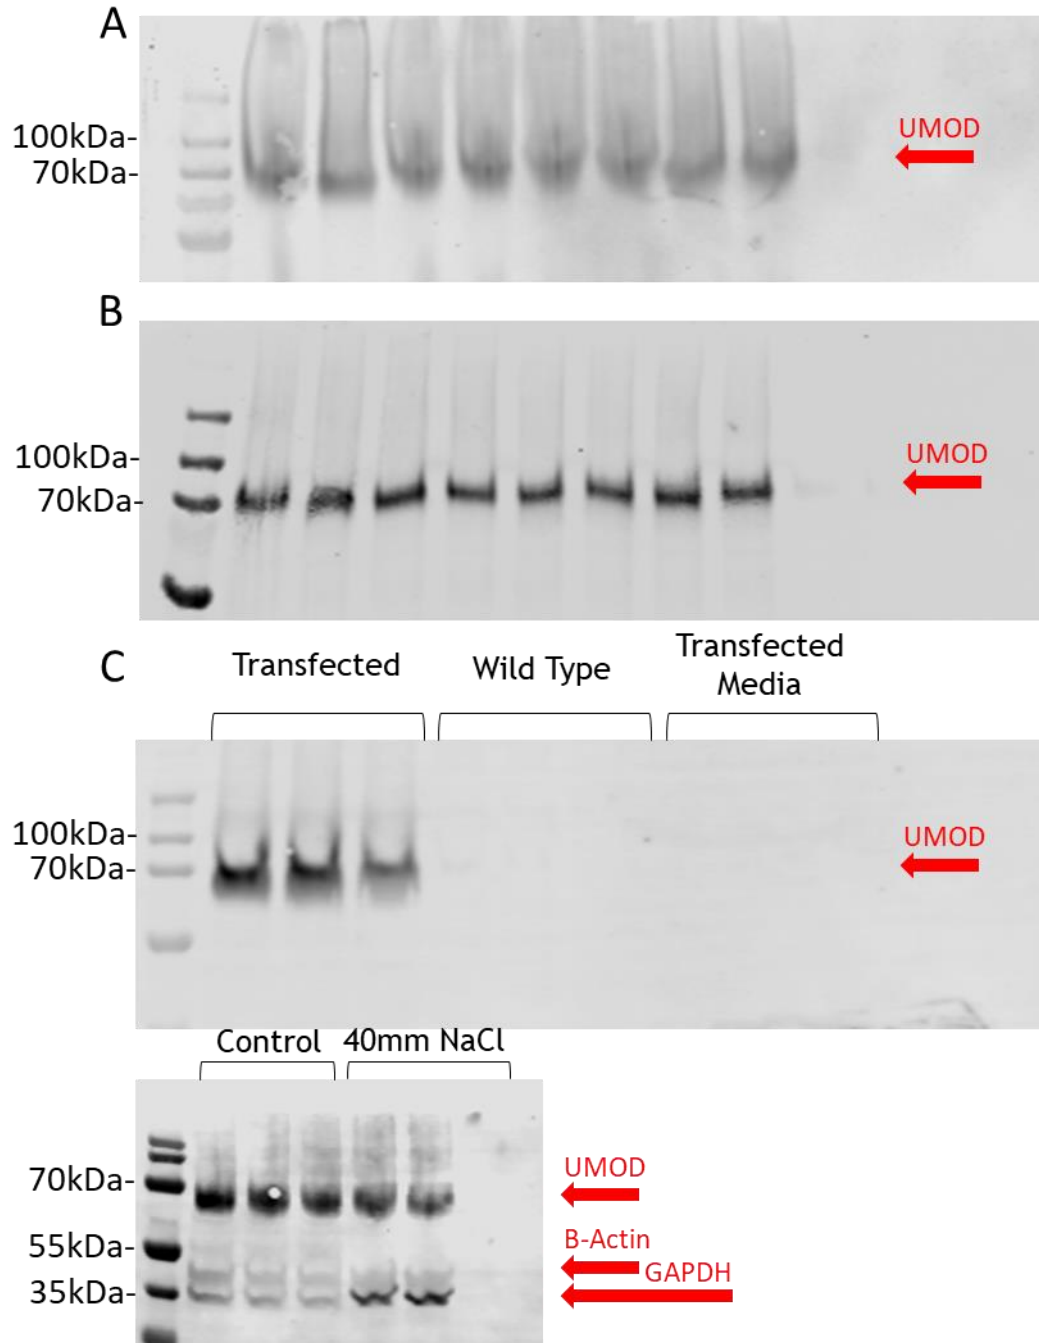 A
100kDa-
70kDa-
UMOD
B
100kDa-
70kDa-
UMOD
C
Transfected
Wild Type
Transfected
Media
100kDa-
70kDa-
UMOD
Control
40mm NaCl
70kDa-
55kDa-
35kDa-
UMOD
B-Actin
GAPDH